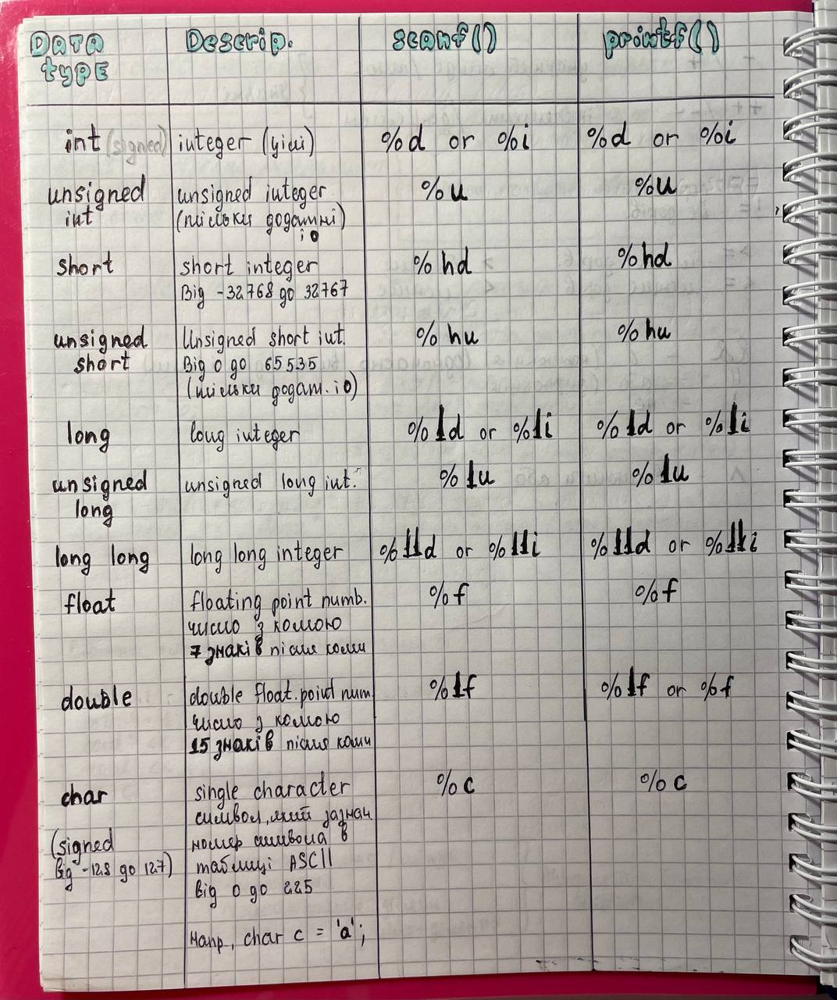 DATA TYPE Descrip. scanf() printf()
int (signed) integer (цілі) %d or %i %d or %i
unsigned int unsigned integer %u %u
(тільки додатні)
і 0
short short integer %hd %hd
Від -32768 до 32767
unsigned short Unsigned short int. %hu %hu
Від 0 до 65535
(тільки додат. і 0)
long long integer %ld or %li %ld or %li
unsigned long unsigned long int. %lu %lu
long long long long integer %lld or %lli %lld or %lli
float floating point numb. %f %f
число з комою
7 знаків після коми
double double float. point num %lf %lf or %f
число з комою
15 знаків після коми
char single character %c %c
символ, який зазнач.
(signed номер символа в
від -128 до 127) таблиці ASCII
від 0 до 225
Напр, char c = 'a';